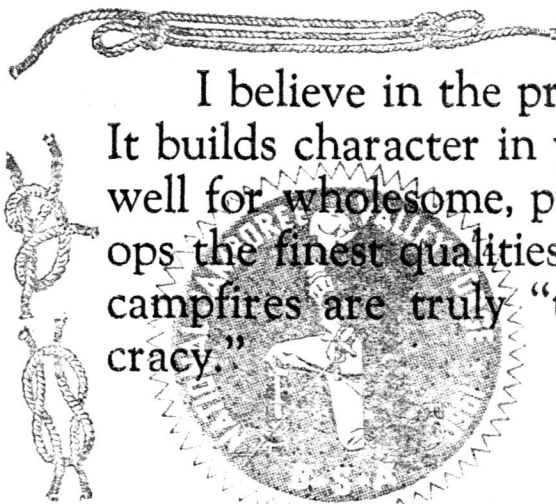 I believe in the pr
It builds character in
well for wholesome, p
ops the finest qualities
campfires are truly “
cracy.”